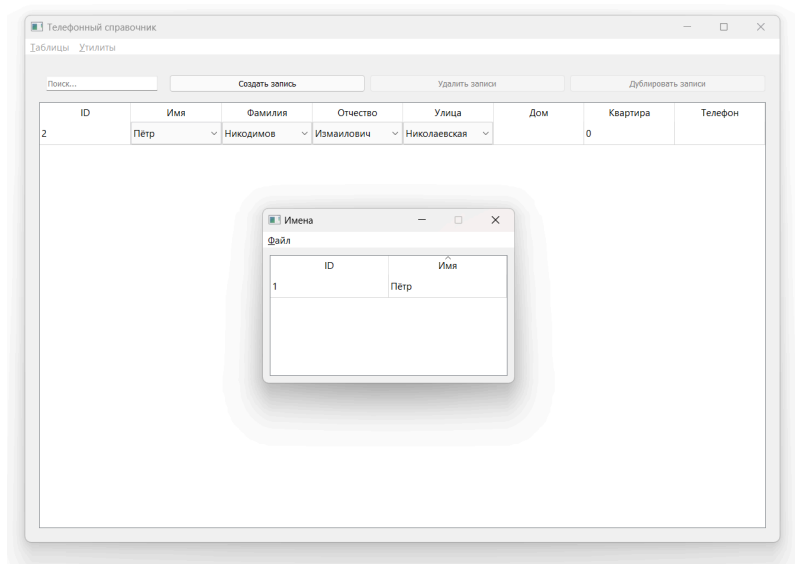 Телефонный справочник
Таблицы Утилиты
Поиск... Создать запись Удалить записи Дублировать записи
ID Имя Фамилия Отчество Улица Дом Квартира Телефон
2 Пётр Никодимов Измаилович Николаевская 0
Имена
Файл
ID Имя
1 Пётр